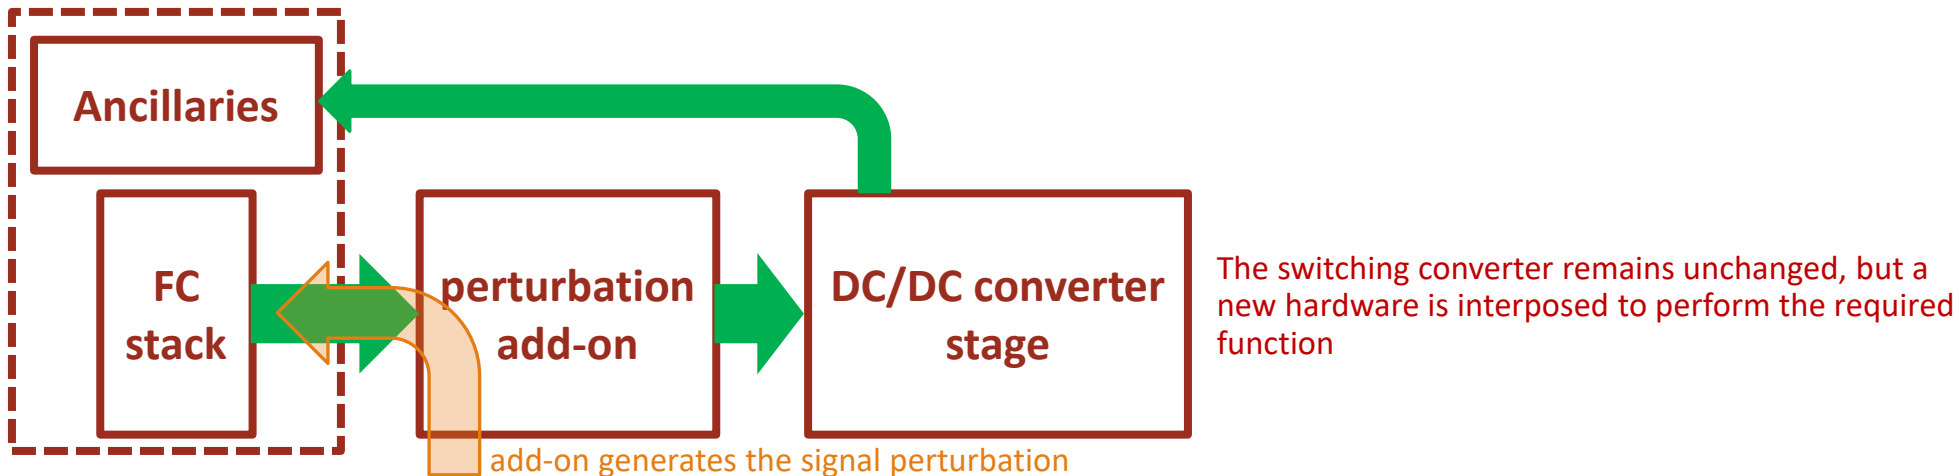 Ancillaries
FC
stack
perturbation
add-on
DC/DC converter
stage
The switching converter remains unchanged, but a
new hardware is interposed to perform the required
function
add-on generates the signal perturbation